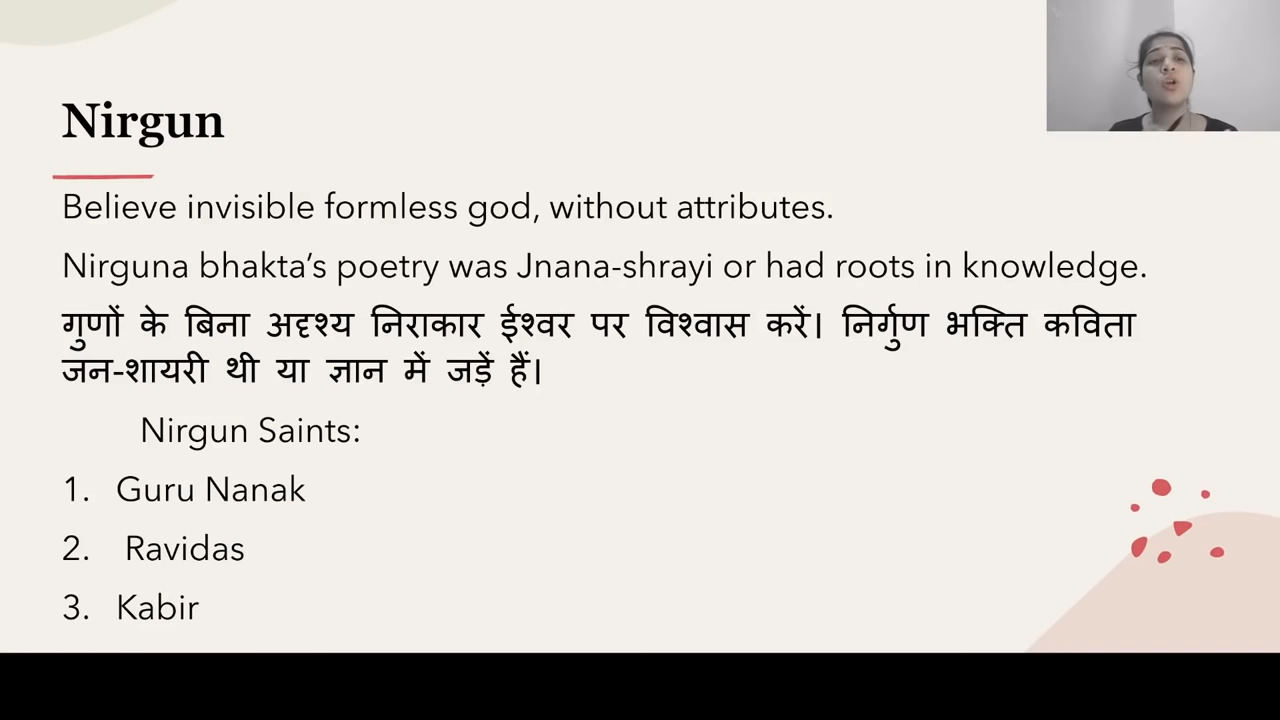 Nirgun
Believe invisible formless god, without attributes.
Nirguna bhakta’s poetry was Jnana-shrayi or had roots in knowledge.
गुणों के बिना अदृश्य निराकार ईश्वर पर विश्वास करें। निर्गुण भक्ति कविता
जन-शायरी थी या ज्ञान में जड़ें हैं।
Nirgun Saints:
1. Guru Nanak
2. Ravidas
3. Kabir